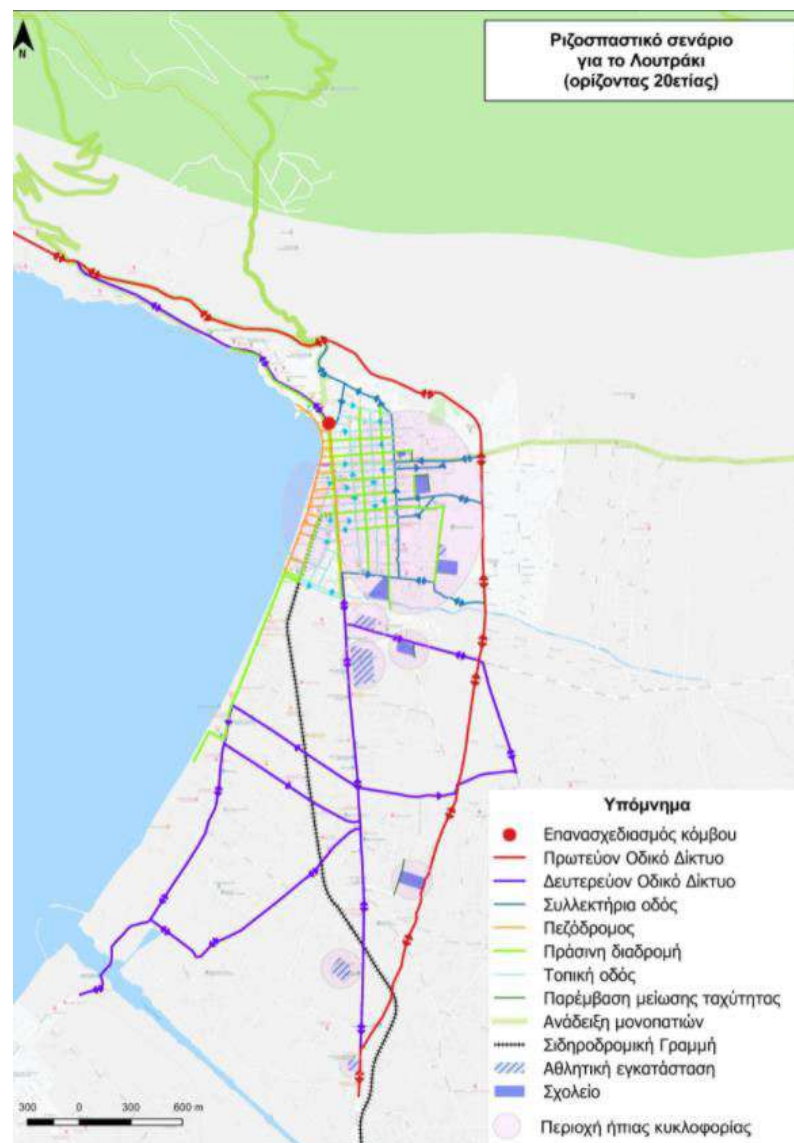 Ριζοσπαστικό σενάριο
για το Λουτράκι
(ορίζοντας 20ετίας)
N
Υπόμνημα
Επανασχεδιασμός κόμβου
Πρωτεύον Οδικό Δίκτυο
Δευτερεύον Οδικό Δίκτυο
Συλλεκτήρια οδός
Πεζόδρομος
Πράσινη διαδρομή
Τοπική οδός
Παρέμβαση μείωσης ταχύτητας
Ανάδειξη μονοπατιών
Σιδηροδρομική Γραμμή
Αθλητική εγκατάσταση
Σχολείο
Περιοχή ήπιας κυκλοφορίας
300 0 300 600 m